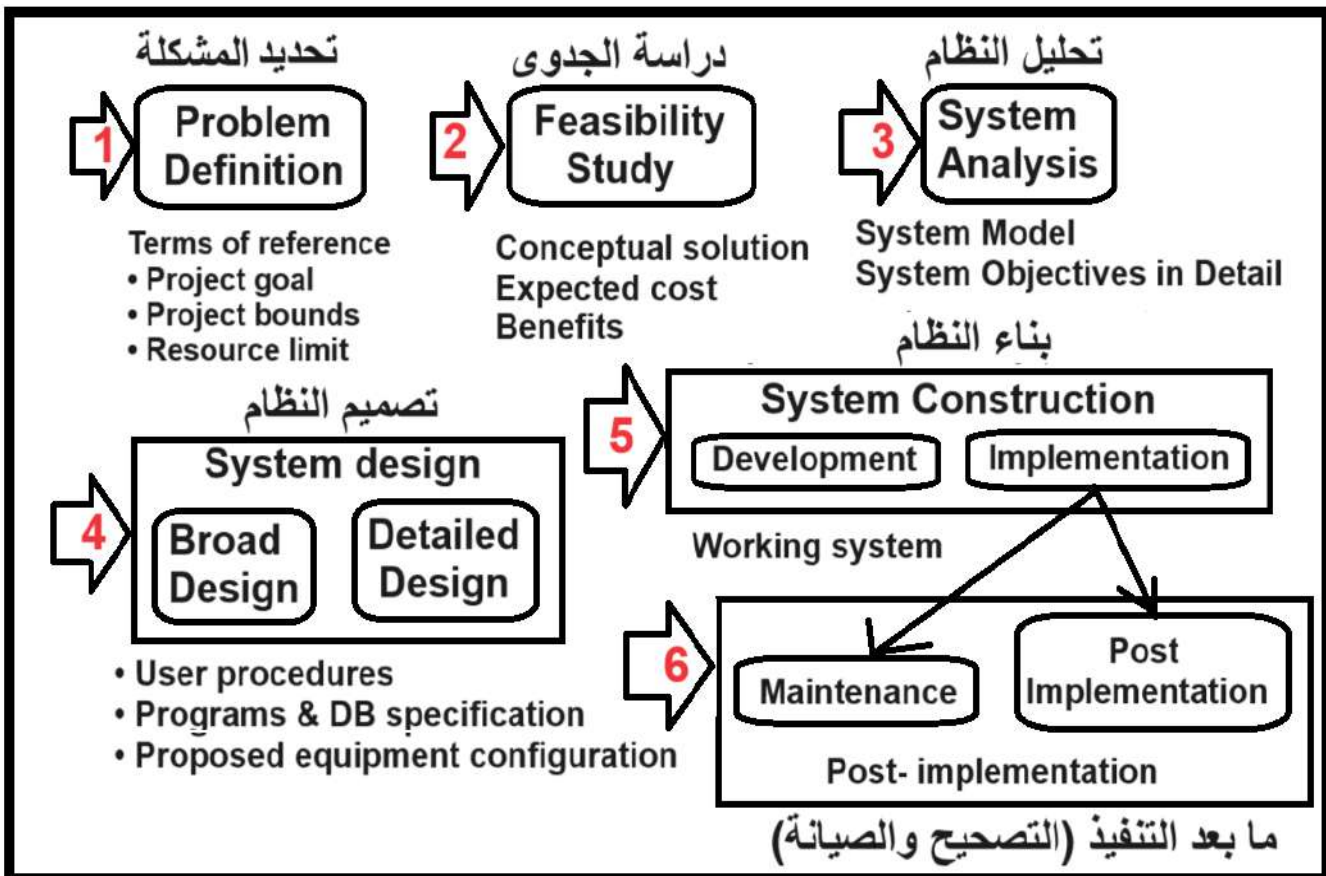 تحديد المشكلة
1
Problem
Definition
Terms of reference
• Project goal
• Project bounds
• Resource limit
دراسة الجدوى
2
Feasibility
Study
Conceptual solution
Expected cost
Benefits
تحليل النظام
3
System
Analysis
System Model
System Objectives in Detail
تصميم النظام
4
System design
Broad
Design
Detailed
Design
• User procedures
• Programs & DB specification
• Proposed equipment configuration
بناء النظام
5
System Construction
Development
Implementation
Working system
6
Maintenance
Post
Implementation
Post- implementation
ما بعد التنفيذ (التصحيح والصيانة)